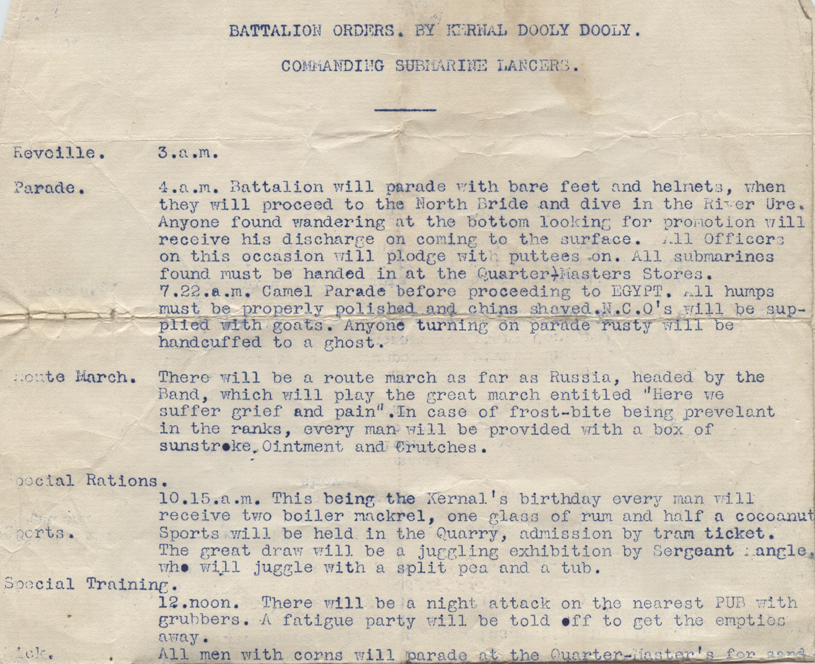 BATTALION ORDERS. BY KERNAL DOOLY DOOLY.
COMMANDING SUBMARINE LANCERS.
Reveille. 3.a.m.
Parade. 4.a.m. Battalion will parade with bare feet and helmets, when
they will proceed to the North Bride and dive in the River Ure.
Anyone found wandering at the bottom looking for promotion will
receive his discharge on coming to the surface. All Officers
on this occasion will plodge with puttees on. All submarines
found must be handed in at the Quarter-Masters Stores.
7.22.a.m. Camel Parade before proceeding to EGYPT. All humps
must be properly polished and chins shaved.N.C.O's will be sup-
plied with goats. Anyone turning on parade rusty will be
handcuffed to a ghost.
Route March. There will be a route march as far as Russia, headed by the
Band, which will play the great march entitled "Here we
suffer grief and pain".In case of frost-bite being prevelant
in the ranks, every man will be provided with a box of
sunstroke.Ointment and Crutches.
Special Rations.
10.15.a.m. This being the Kernal's birthday every man will
receive two boiler mackrel, one glass of rum and half a cocoanut
Sports. Sports will be held in the Quarry, admission by tram ticket.
The great draw will be a juggling exhibition by Sergeant
who will juggle with a split pea and a tub.
Special Training.
12.noon. There will be a night attack on the nearest PUB with
grubbers. A fatigue party will be told off to get the empties
away.
All men with corns will parade at the Quarter-Master's for